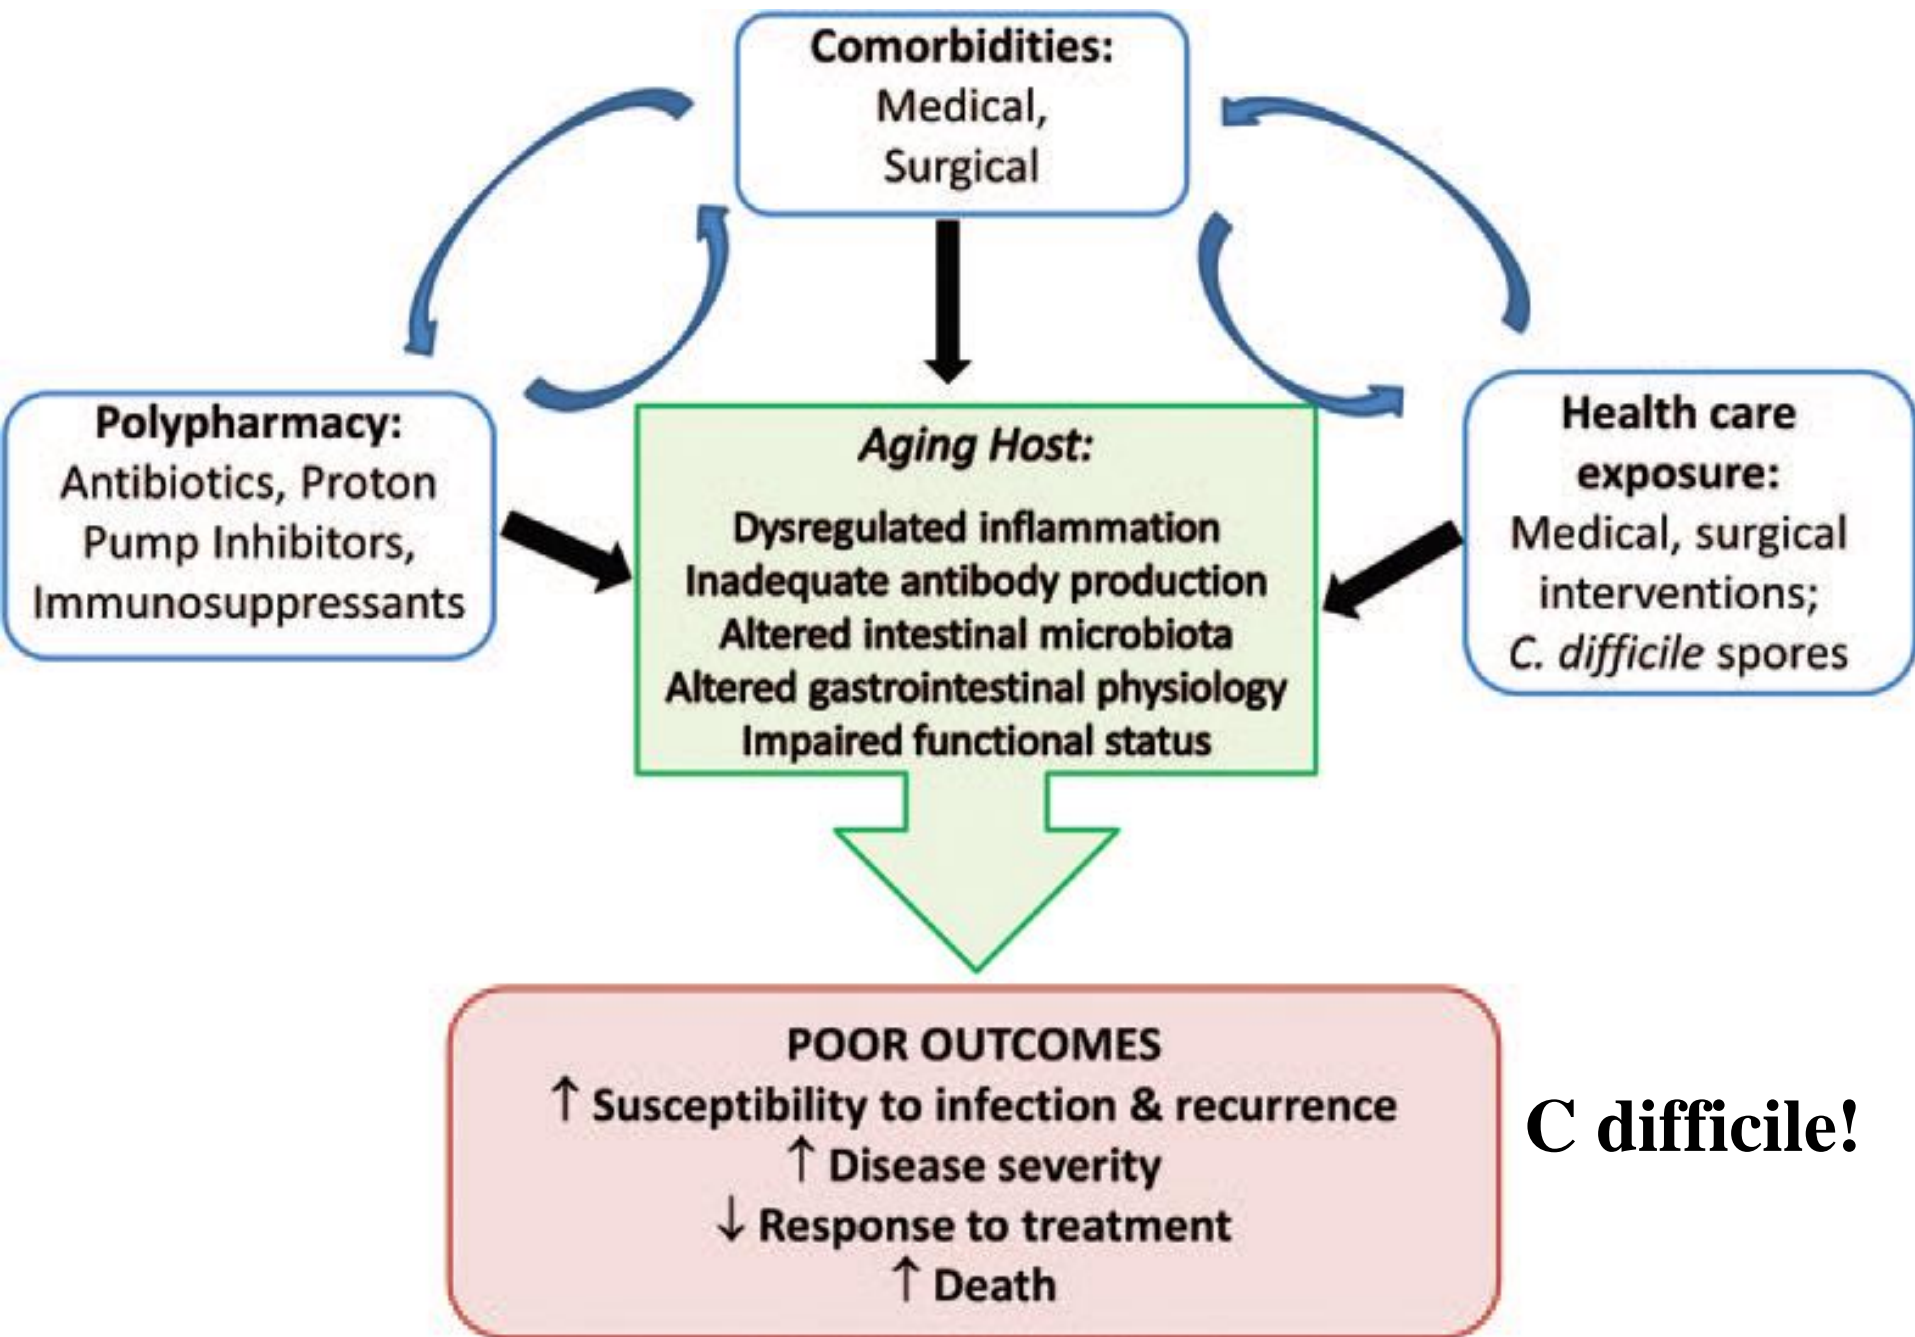 Comorbidities:
Medical,
Surgical
Polypharmacy:
Antibiotics, Proton
Pump Inhibitors,
Immunosuppressants
Aging Host:
Dysregulated inflammation
Inadequate antibody production
Altered intestinal microbiota
Altered gastrointestinal physiology
Impaired functional status
Health care
exposure:
Medical, surgical
interventions;
C. difficile spores
POOR OUTCOMES
↑ Susceptibility to infection & recurrence
↑ Disease severity
↓ Response to treatment
↑ Death
C difficile!